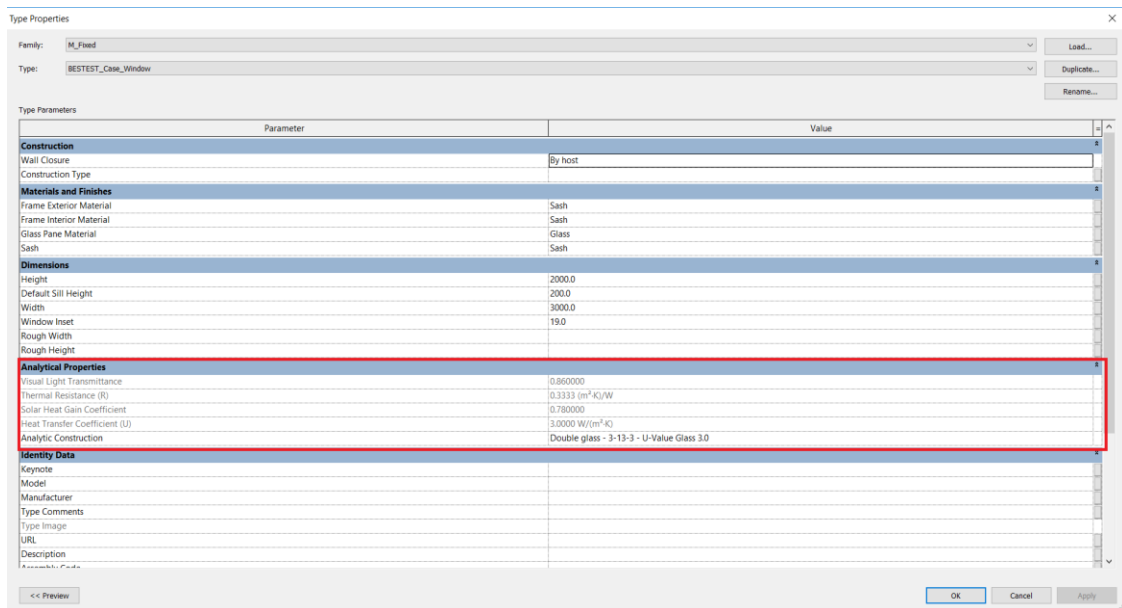 Type Properties
Family: M_Fixed Load...
Type: BESTEST_Case_Window Duplicate...
Rename...
Type Parameters
Parameter Value =
Construction
Wall Closure By host
Construction Type
Materials and Finishes
Frame Exterior Material Sash
Frame Interior Material Sash
Glass Pane Material Glass
Sash Sash
Dimensions
Height 2000.0
Default Sill Height 200.0
Width 3000.0
Window Inset 19.0
Rough Width
Rough Height
Analytical Properties
Visual Light Transmittance 0.860000
Thermal Resistance (R) 0.3333 (m²·K)/W
Solar Heat Gain Coefficient 0.780000
Heat Transfer Coefficient (U) 3.0000 W/(m²·K)
Analytic Construction Double glass - 3-13-3 - U-Value Glass 3.0
Identity Data
Keynote
Model
Manufacturer
Type Comments
Type Image
URL
Description
Assembly Code
<< Preview OK Cancel Apply